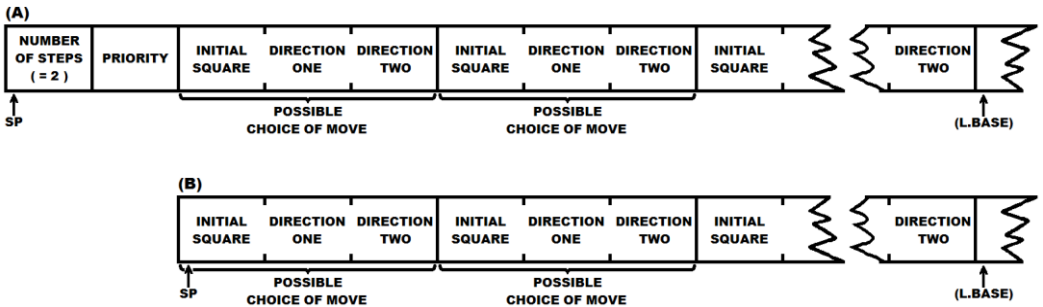 (A)
NUMBER
OF STEPS
( = 2 )
PRIORITY
INITIAL
SQUARE
DIRECTION
ONE
DIRECTION
TWO
INITIAL
SQUARE
DIRECTION
ONE
DIRECTION
TWO
INITIAL
SQUARE
DIRECTION
TWO
SP
POSSIBLE
CHOICE OF MOVE
POSSIBLE
CHOICE OF MOVE
(L.BASE)
(B)
INITIAL
SQUARE
DIRECTION
ONE
DIRECTION
TWO
INITIAL
SQUARE
DIRECTION
ONE
DIRECTION
TWO
INITIAL
SQUARE
DIRECTION
TWO
SP
POSSIBLE
CHOICE OF MOVE
POSSIBLE
CHOICE OF MOVE
(L.BASE)